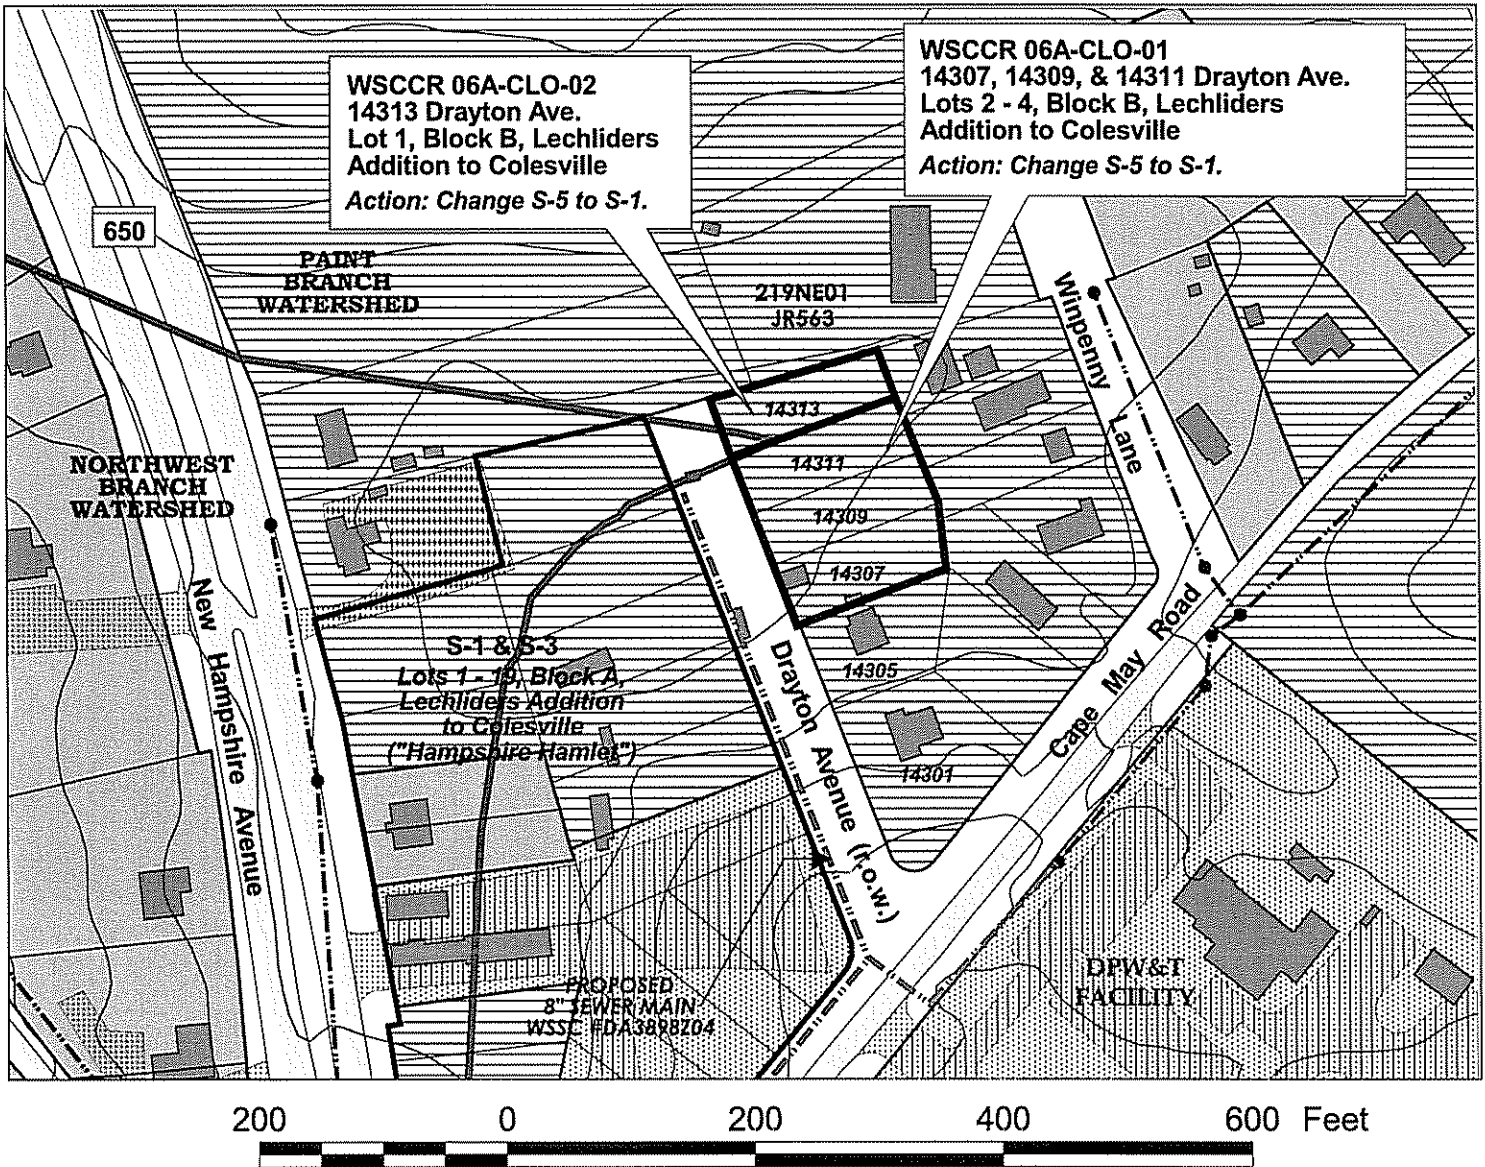 WSCCR 06A-CLO-02
14313 Drayton Ave.
Lot 1, Block B, Lechliders
Addition to Colesville
Action: Change S-5 to S-1.
WSCCR 06A-CLO-01
14307, 14309, & 14311 Drayton Ave.
Lots 2 - 4, Block B, Lechliders
Addition to Colesville
Action: Change S-5 to S-1.
650
PAINT
BRANCH
WATERSHED
219NE01
JR563
Winpenny Lane
14313
NORTHWEST
BRANCH
WATERSHED
14311
14309
14307
New Hampshire Avenue
S-1 & S-3
Lots 1 - 19, Block A,
Lechliders Addition
to Colesville
("Hampshire Hamlet")
Drayton Avenue (r.o.w.)
14305
14301
Cape May Road
PROPOSED
8" SEWER MAIN
WSSC #DA3898Z04
DPW&T
FACILITY
200 0 200 400 600 Feet